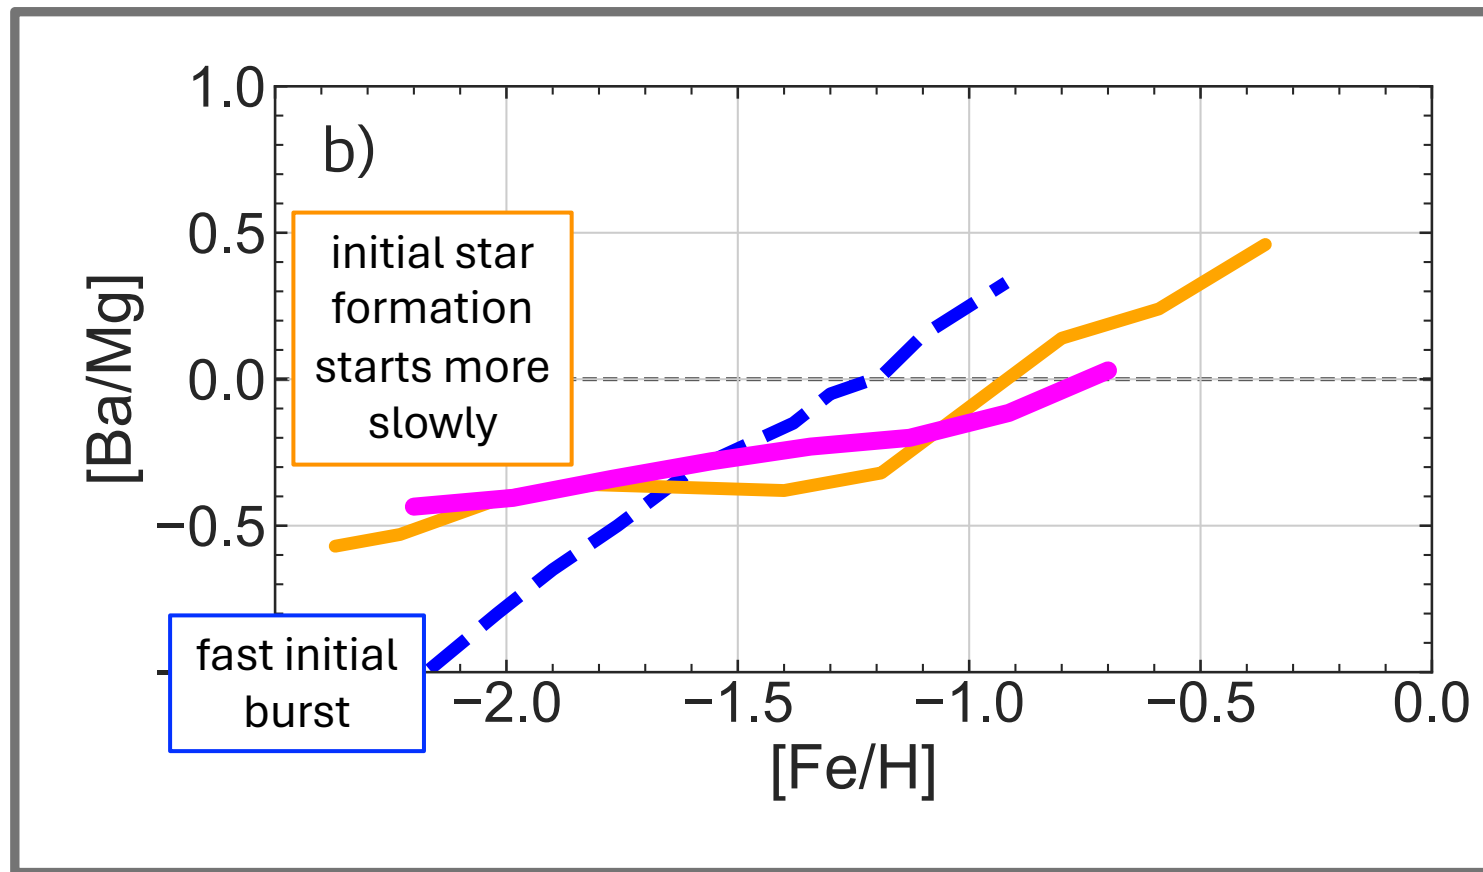 1.0
b)
initial star
formation
starts more
slowly
0.5
0.0
−0.5
[Ba/Mg]
fast initial
burst
−2.0 −1.5 −1.0 −0.5 0.0
[Fe/H]